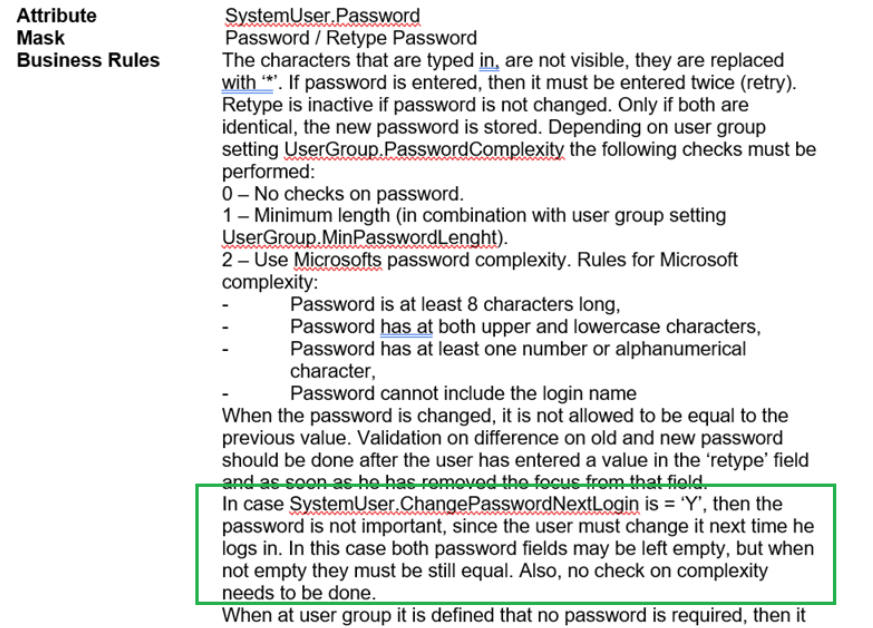 Attribute SystemUser.Password
Mask Password / Retype Password
Business Rules The characters that are typed in, are not visible, they are replaced
with ‘*’. If password is entered, then it must be entered twice (retry).
Retype is inactive if password is not changed. Only if both are
identical, the new password is stored. Depending on user group
setting UserGroup.PasswordComplexity the following checks must be
performed:
0 – No checks on password.
1 – Minimum length (in combination with user group setting
UserGroup.MinPasswordLenght).
2 – Use Microsofts password complexity. Rules for Microsoft
complexity:
- Password is at least 8 characters long,
- Password has at both upper and lowercase characters,
- Password has at least one number or alphanumerical
character,
- Password cannot include the login name
When the password is changed, it is not allowed to be equal to the
previous value. Validation on difference on old and new password
should be done after the user has entered a value in the ‘retype’ field
and as soon as he has removed the focus from that field.
In case SystemUser.ChangePasswordNextLogin is = ‘Y’, then the
password is not important, since the user must change it next time he
logs in. In this case both password fields may be left empty, but when
not empty they must be still equal. Also, no check on complexity
needs to be done.
When at user group it is defined that no password is required, then it